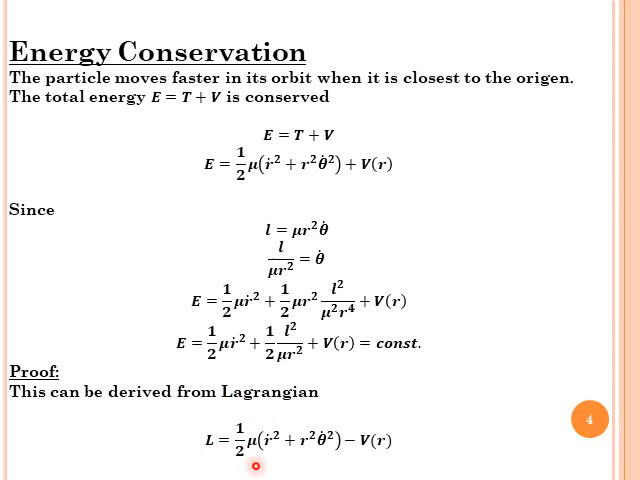 Energy Conservation
The particle moves faster in its orbit when it is closest to the origen.
The total energy E = T + V is conserved
E = T + V
E = 1/2 μ(ṙ² + r²θ̇²) + V(r)
Since
l = μr²θ̇
l/μr² = θ̇
E = 1/2 μṙ² + 1/2 μr² l²/μ²r⁴ + V(r)
E = 1/2 μṙ² + 1/2 l²/μr² + V(r) = const.
Proof:
This can be derived from Lagrangian
4
L = 1/2 μ(ṙ² + r²θ̇²) − V(r)